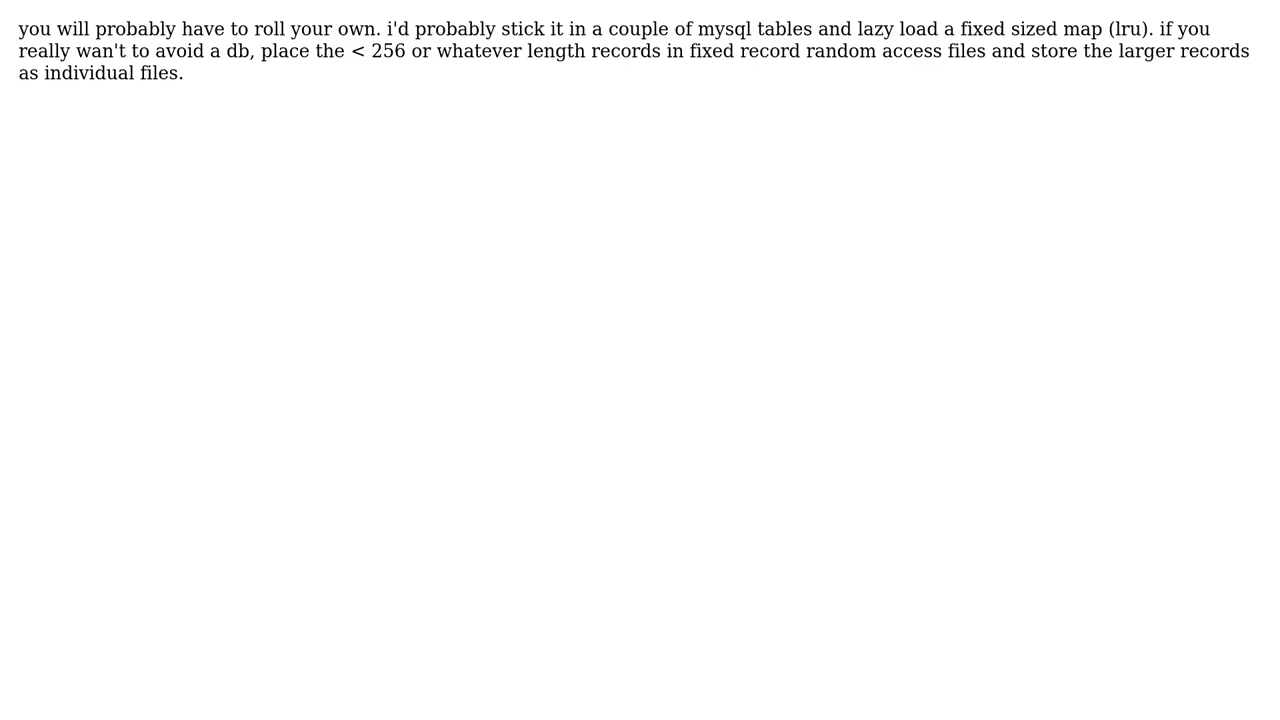 you will probably have to roll your own. i'd probably stick it in a couple of mysql tables and lazy load a fixed sized map (lru). if you
really wan't to avoid a db, place the < 256 or whatever length records in fixed record random access files and store the larger records
as individual files.